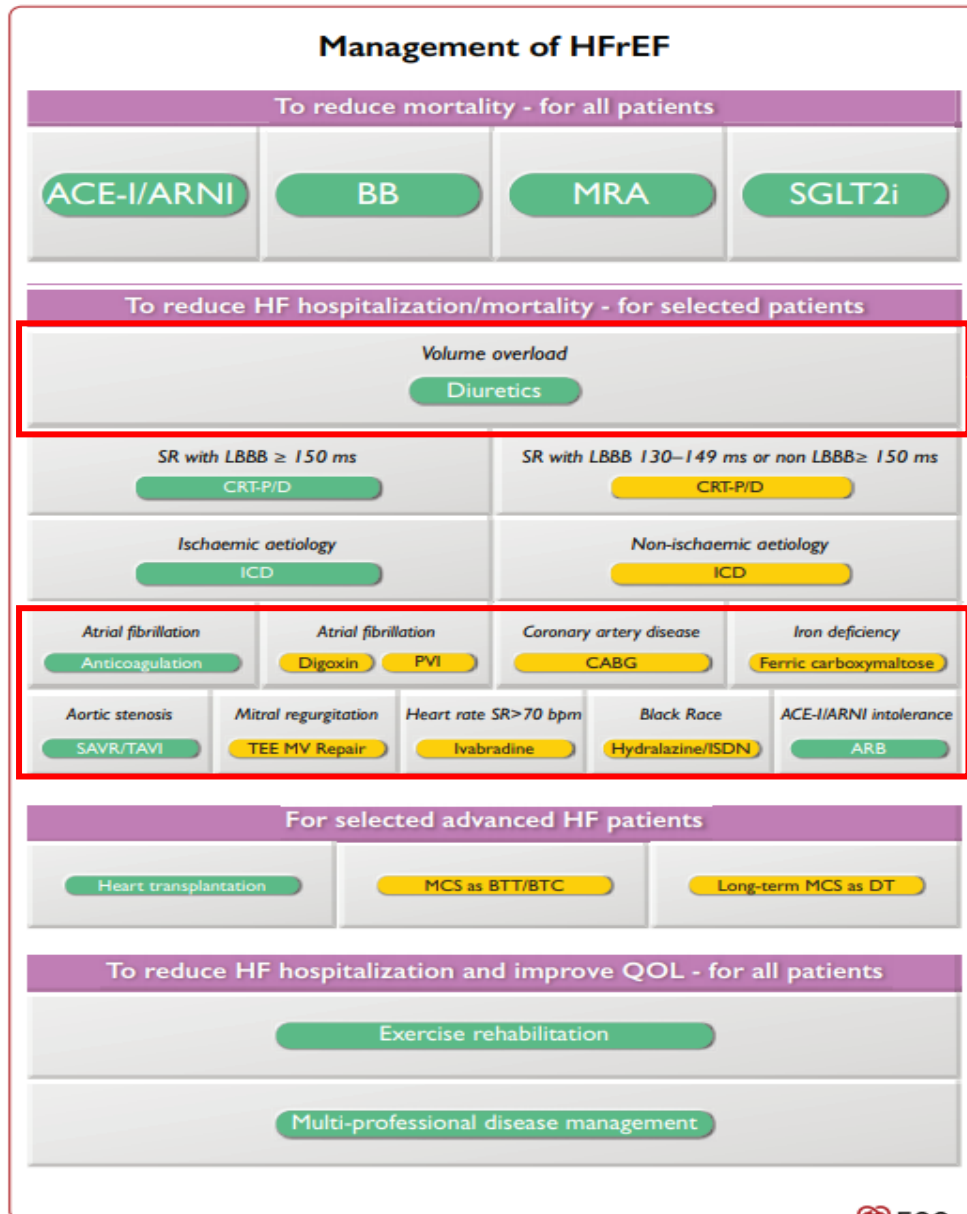 Management of HFrEF
To reduce mortality - for all patients
ACE-I/ARNI BB MRA SGLT2i
To reduce HF hospitalization/mortality - for selected patients
Volume overload
Diuretics
SR with LBBB ≥ 150 ms SR with LBBB 130–149 ms or non LBBB≥ 150 ms
CRT-P/D CRT-P/D
Ischaemic aetiology Non-ischaemic aetiology
ICD ICD
Atrial fibrillation Atrial fibrillation Coronary artery disease Iron deficiency
Anticoagulation Digoxin PVI CABG Ferric carboxymaltose
Aortic stenosis Mitral regurgitation Heart rate SR>70 bpm Black Race ACE-I/ARNI intolerance
SAVR/TAVI TEE MV Repair Ivabradine Hydralazine/ISDN ARB
For selected advanced HF patients
Heart transplantation MCS as BTT/BTC Long-term MCS as DT
To reduce HF hospitalization and improve QOL - for all patients
Exercise rehabilitation
Multi-professional disease management